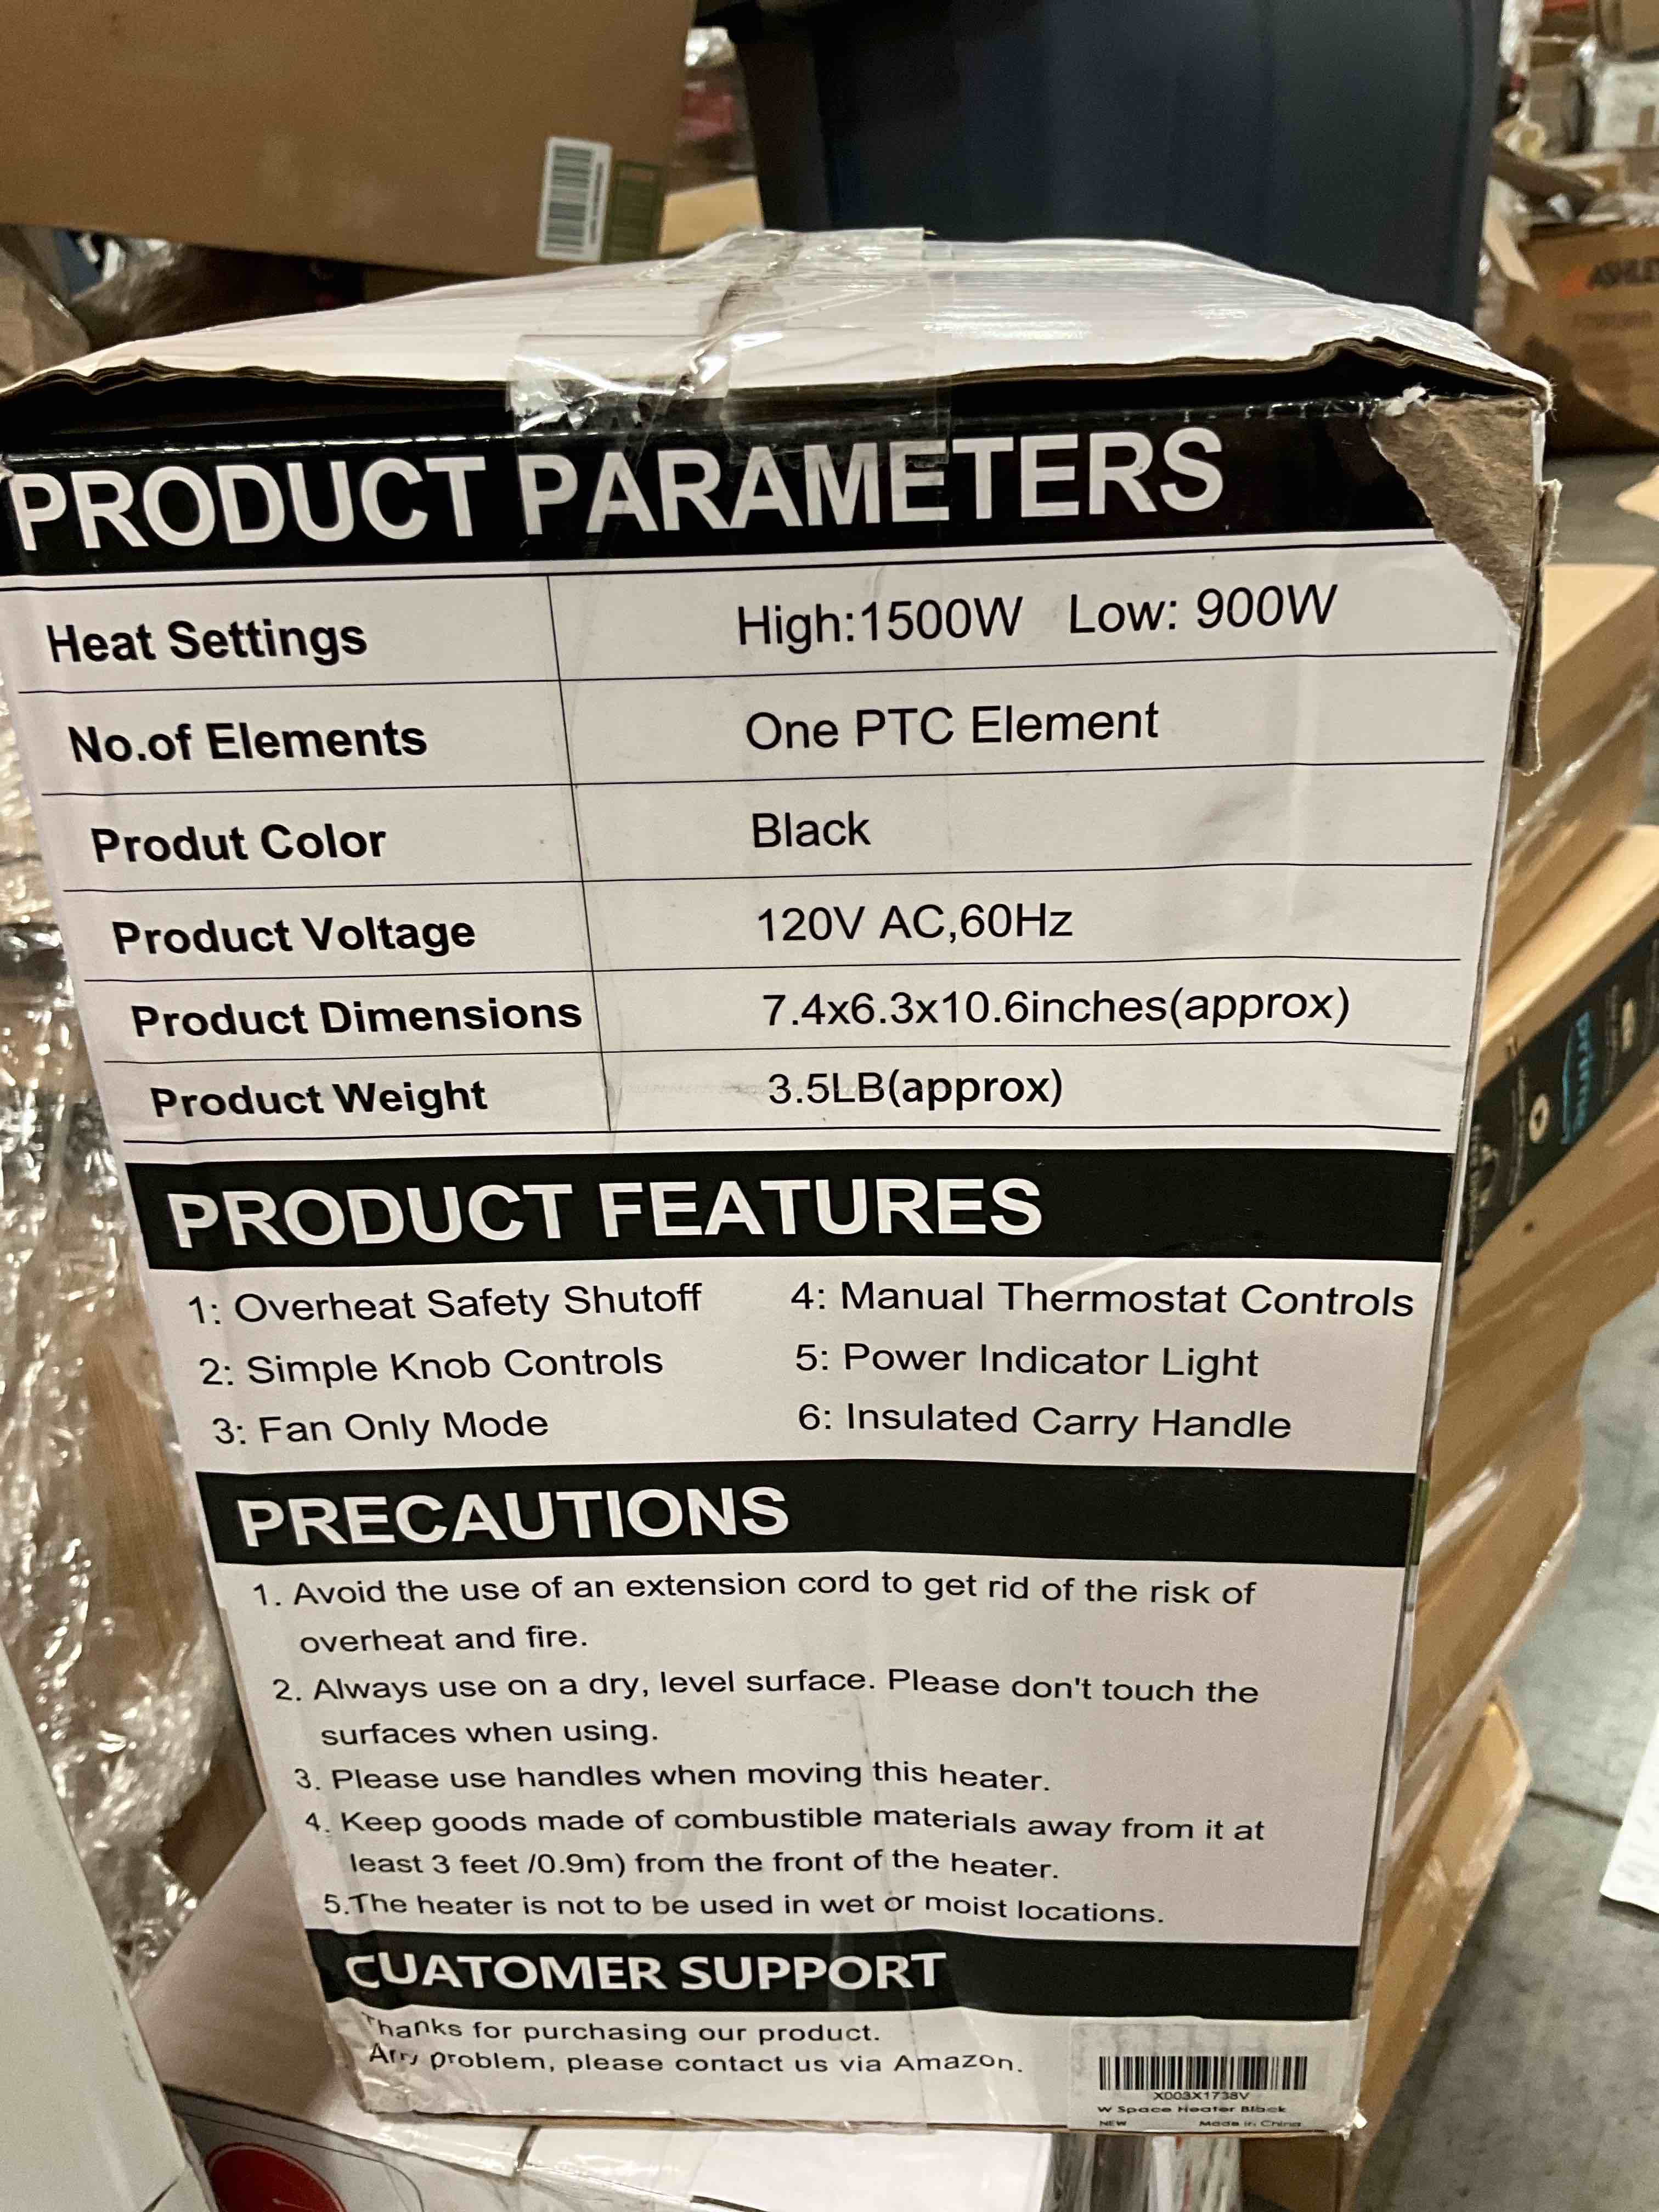 ASHLEY
PRODUCT PARAMETERS
Heat Settings High:1500W Low: 900W
No.of Elements One PTC Element
Produt Color Black
Product Voltage 120V AC,60Hz
Product Dimensions 7.4x6.3x10.6inches(approx)
Product Weight 3.5LB(approx)
prime
PRODUCT FEATURES
1: Overheat Safety Shutoff
2: Simple Knob Controls
3: Fan Only Mode
4: Manual Thermostat Controls
5: Power Indicator Light
6: Insulated Carry Handle
PRECAUTIONS
1. Avoid the use of an extension cord to get rid of the risk of
overheat and fire.
2. Always use on a dry, level surface. Please don't touch the
surfaces when using.
3. Please use handles when moving this heater.
4. Keep goods made of combustible materials away from it at
least 3 feet /0.9m) from the front of the heater.
5.The heater is not to be used in wet or moist locations.
CUATOMER SUPPORT
Thanks for purchasing our product.
Any problem, please contact us via Amazon.
X003X1738V
W Space Heater Black
NEW Made in China